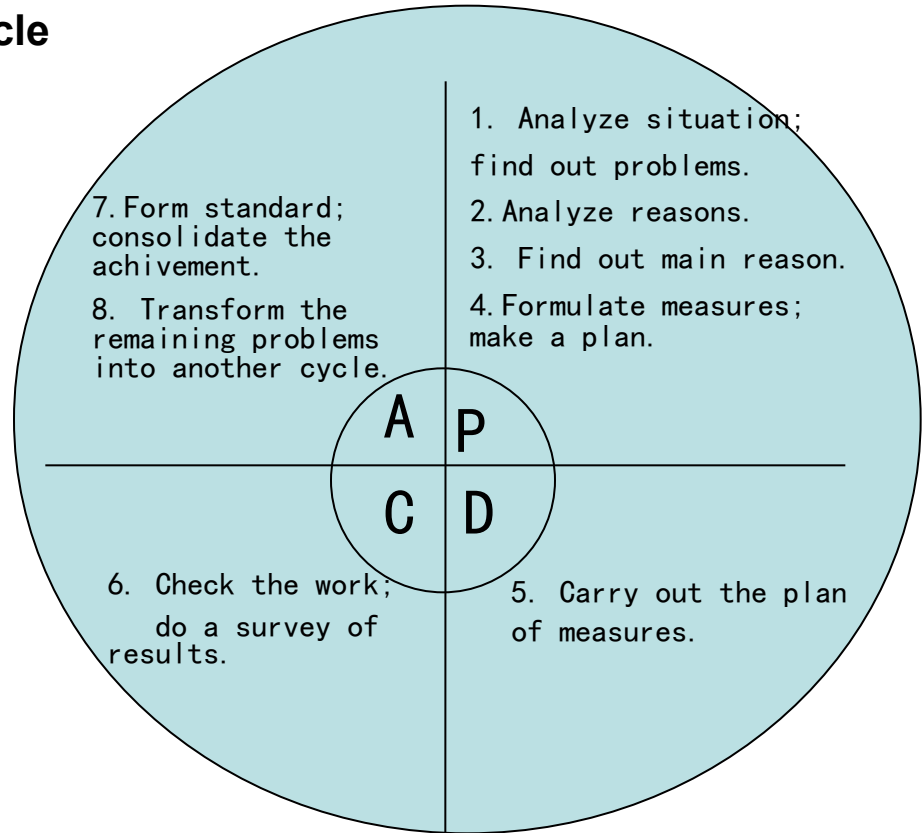 cle
1. Analyze situation;
find out problems.
2.Analyze reasons.
3. Find out main reason.
4.Formulate measures;
make a plan.
7.Form standard;
consolidate the
achivement.
8. Transform the
remaining problems
into another cycle.
A P
C D
6. Check the work;
do a survey of
results.
5. Carry out the plan
of measures.